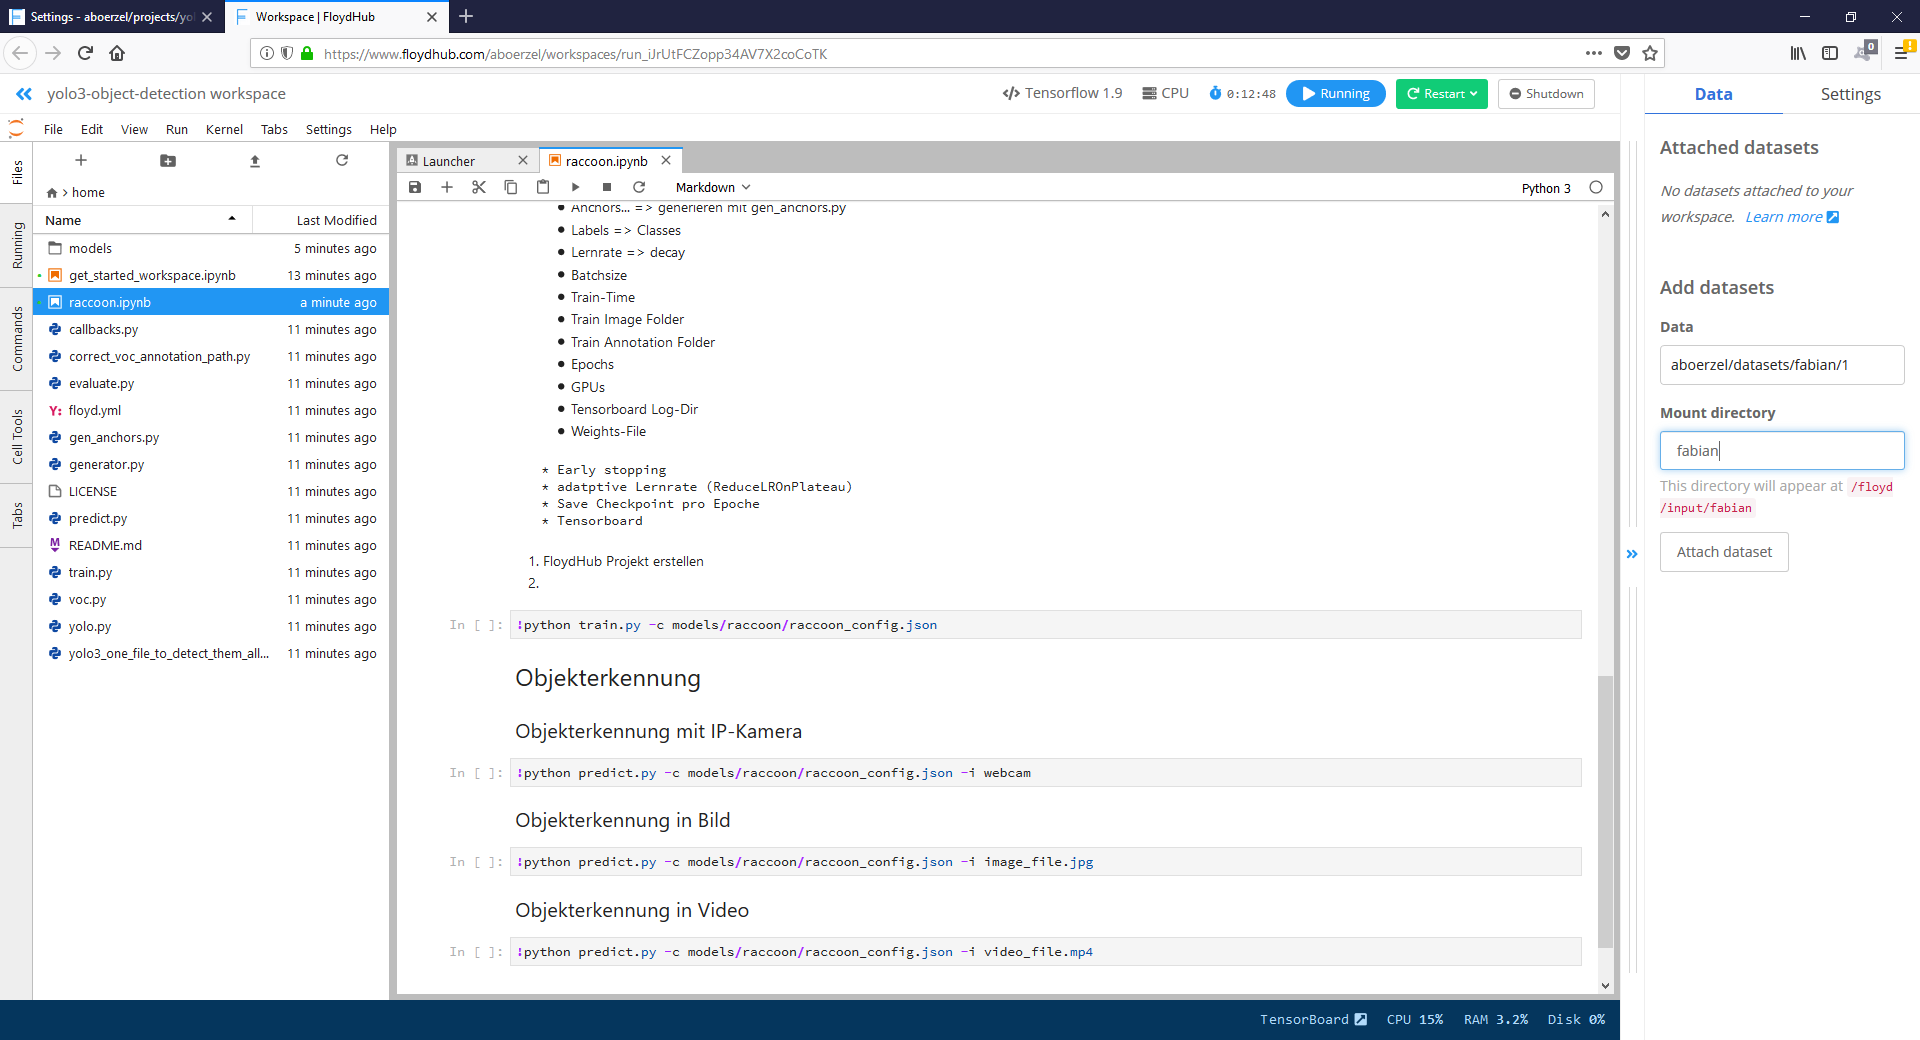 Settings - aboerzel/projects/yo
Workspace | FloydHub
https://www.floydhub.com/aboerzel/workspaces/run_iJrUtFCZopp34AV7X2coCoTK
0
yolo3-object-detection workspace
Tensorflow 1.9
CPU
0:12:48
Running
Restart
Shutdown
Data
Settings
File
Edit
View
Run
Kernel
Tabs
Settings
Help
Files
Running
Commands
Cell Tools
Tabs
home
Name
Last Modified
models
5 minutes ago
get_started_workspace.ipynb
13 minutes ago
raccoon.ipynb
a minute ago
callbacks.py
11 minutes ago
correct_voc_annotation_path.py
11 minutes ago
evaluate.py
11 minutes ago
Y: floyd.yml
11 minutes ago
gen_anchors.py
11 minutes ago
generator.py
11 minutes ago
LICENSE
11 minutes ago
predict.py
11 minutes ago
README.md
11 minutes ago
train.py
11 minutes ago
voc.py
11 minutes ago
yolo.py
11 minutes ago
yolo3_one_file_to_detect_them_all...
11 minutes ago
Launcher
raccoon.ipynb
Markdown
Python 3
• Anchors... => generieren mit gen_anchors.py
• Labels => Classes
• Lernrate => decay
• Batchsize
• Train-Time
• Train Image Folder
• Train Annotation Folder
• Epochs
• GPUs
• Tensorboard Log-Dir
• Weights-File
* Early stopping
* adatptive Lernrate (ReduceLROnPlateau)
* Save Checkpoint pro Epoche
* Tensorboard
1. FloydHub Projekt erstellen
2.
In [ ]: !python train.py -c models/raccoon/raccoon_config.json
Objekterkennung
Objekterkennung mit IP-Kamera
In [ ]: !python predict.py -c models/raccoon/raccoon_config.json -i webcam
Objekterkennung in Bild
In [ ]: !python predict.py -c models/raccoon/raccoon_config.json -i image_file.jpg
Objekterkennung in Video
In [ ]: !python predict.py -c models/raccoon/raccoon_config.json -i video_file.mp4
Attached datasets
No datasets attached to your
workspace. Learn more
Add datasets
Data
aboerzel/datasets/fabian/1
Mount directory
fabian
This directory will appear at /floyd
/input/fabian
Attach dataset
TensorBoard
CPU 15%
RAM 3.2%
Disk 0%